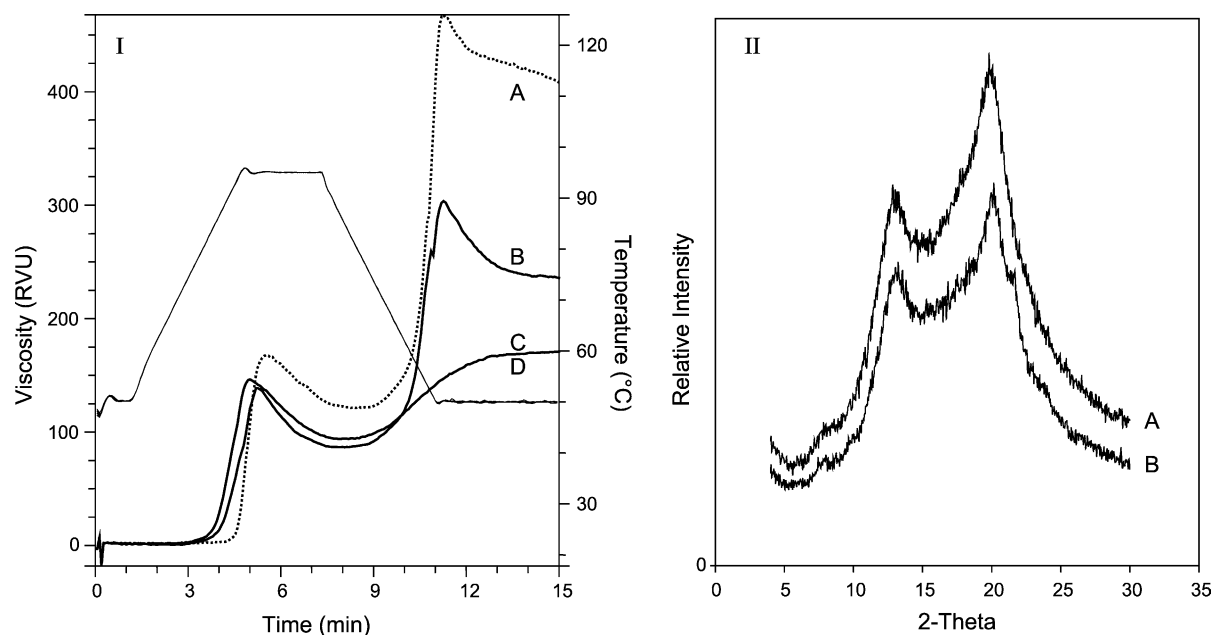 I
Viscosity (RVU)
400
300
200
100
0
0
3
6
9
12
15
Time (min)
120
90
60
30
Temperature (°C)
A
B
C
D
II
Relative Intensity
0
0
5
10
15
20
25
30
35
2-Theta
A
B